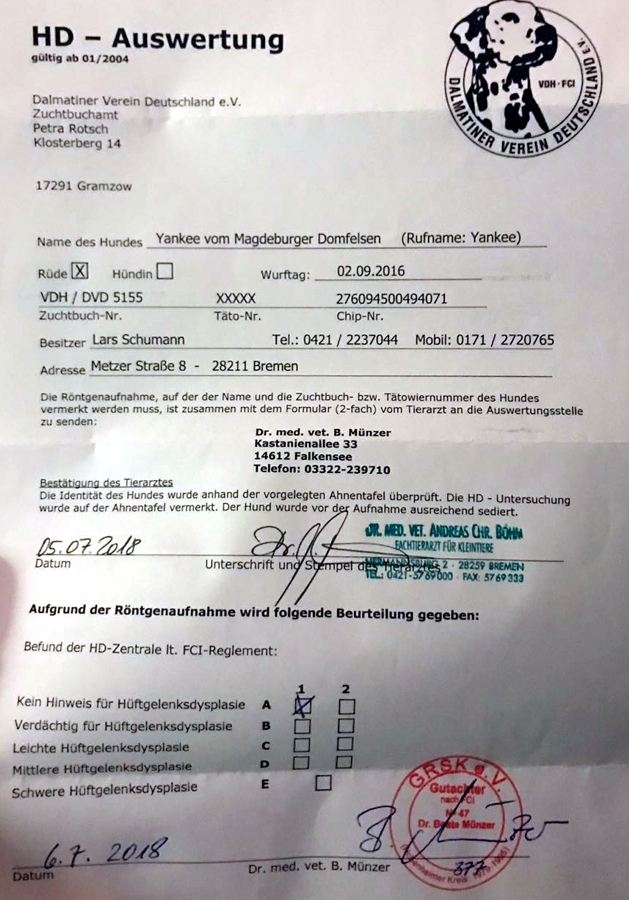 HD – Auswertung
gültig ab 01/2004
VDH - FCI
DALMATINER VEREIN DEUTSCHLAND e.V.
Dalmatiner Verein Deutschland e.V.
Zuchtbuchamt
Petra Rotsch
Klosterberg 14
17291 Gramzow
Name des Hundes Yankee vom Magdeburger Domfelsen (Rufname: Yankee)
Rüde X Hündin Wurftag: 02.09.2016
VDH / DVD 5155 XXXXX 276094500494071
Zuchtbuch-Nr. Täto-Nr. Chip-Nr.
Besitzer Lars Schumann Tel.: 0421 / 2237044 Mobil: 0171 / 2720765
Adresse Metzer Straße 8 - 28211 Bremen
Die Röntgenaufnahme, auf der der Name und die Zuchtbuch- bzw. Tätowiernummer des Hundes
vermerkt werden muss, ist zusammen mit dem Formular (2-fach) vom Tierarzt an die Auswertungsstelle
zu senden:
Dr. med. vet. B. Münzer
Kastanienallee 33
14612 Falkensee
Telefon: 03322-239710
Bestätigung des Tierarztes
Die Identität des Hundes wurde anhand der vorgelegten Ahnentafel überprüft. Die HD - Untersuchung
wurde auf der Ahnentafel vermerkt. Der Hund wurde vor der Aufnahme ausreichend sediert.
DR. MED. VET. ANDREAS CHR. BÖHM
FACHTIERARZT FÜR KLEINTIERE
2 · 28259 BREMEN
TEL.: 0421-5769000 · FAX: 5769333
05.07.2018
Datum Unterschrift und Stempel des Tierarztes
Aufgrund der Röntgenaufnahme wird folgende Beurteilung gegeben:
Befund der HD-Zentrale lt. FCI-Reglement:
1 2
Kein Hinweis für Hüftgelenksdysplasie A X
Verdächtig für Hüftgelenksdysplasie B
Leichte Hüftgelenksdysplasie C
Mittlere Hüftgelenksdysplasie D
Schwere Hüftgelenksdysplasie E
GRSK e.V.
Gutachter
nach FCI
Nr 47
Dr. Beate Münzer
377
6.7. 2018
Datum Dr. med. vet. B. Münzer